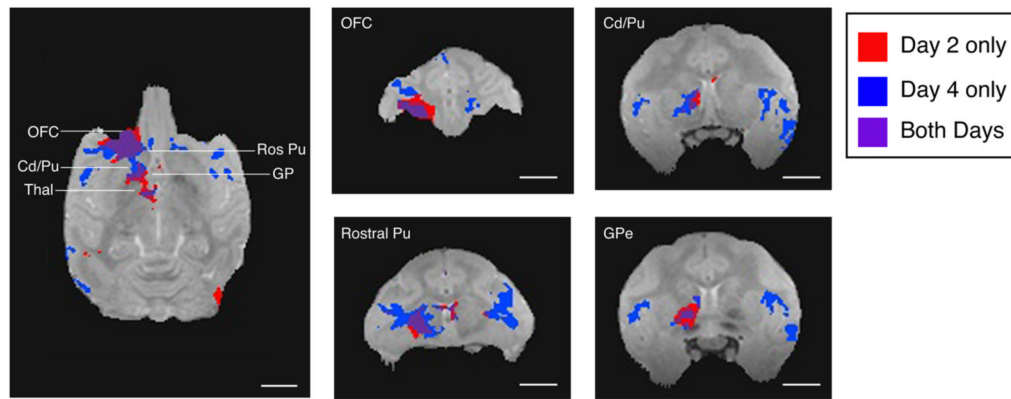 OFC
Cd/Pu
Thal
Ros Pu
GP
OFC
Cd/Pu
Rostral Pu
GPe
Day 2 only
Day 4 only
Both Days